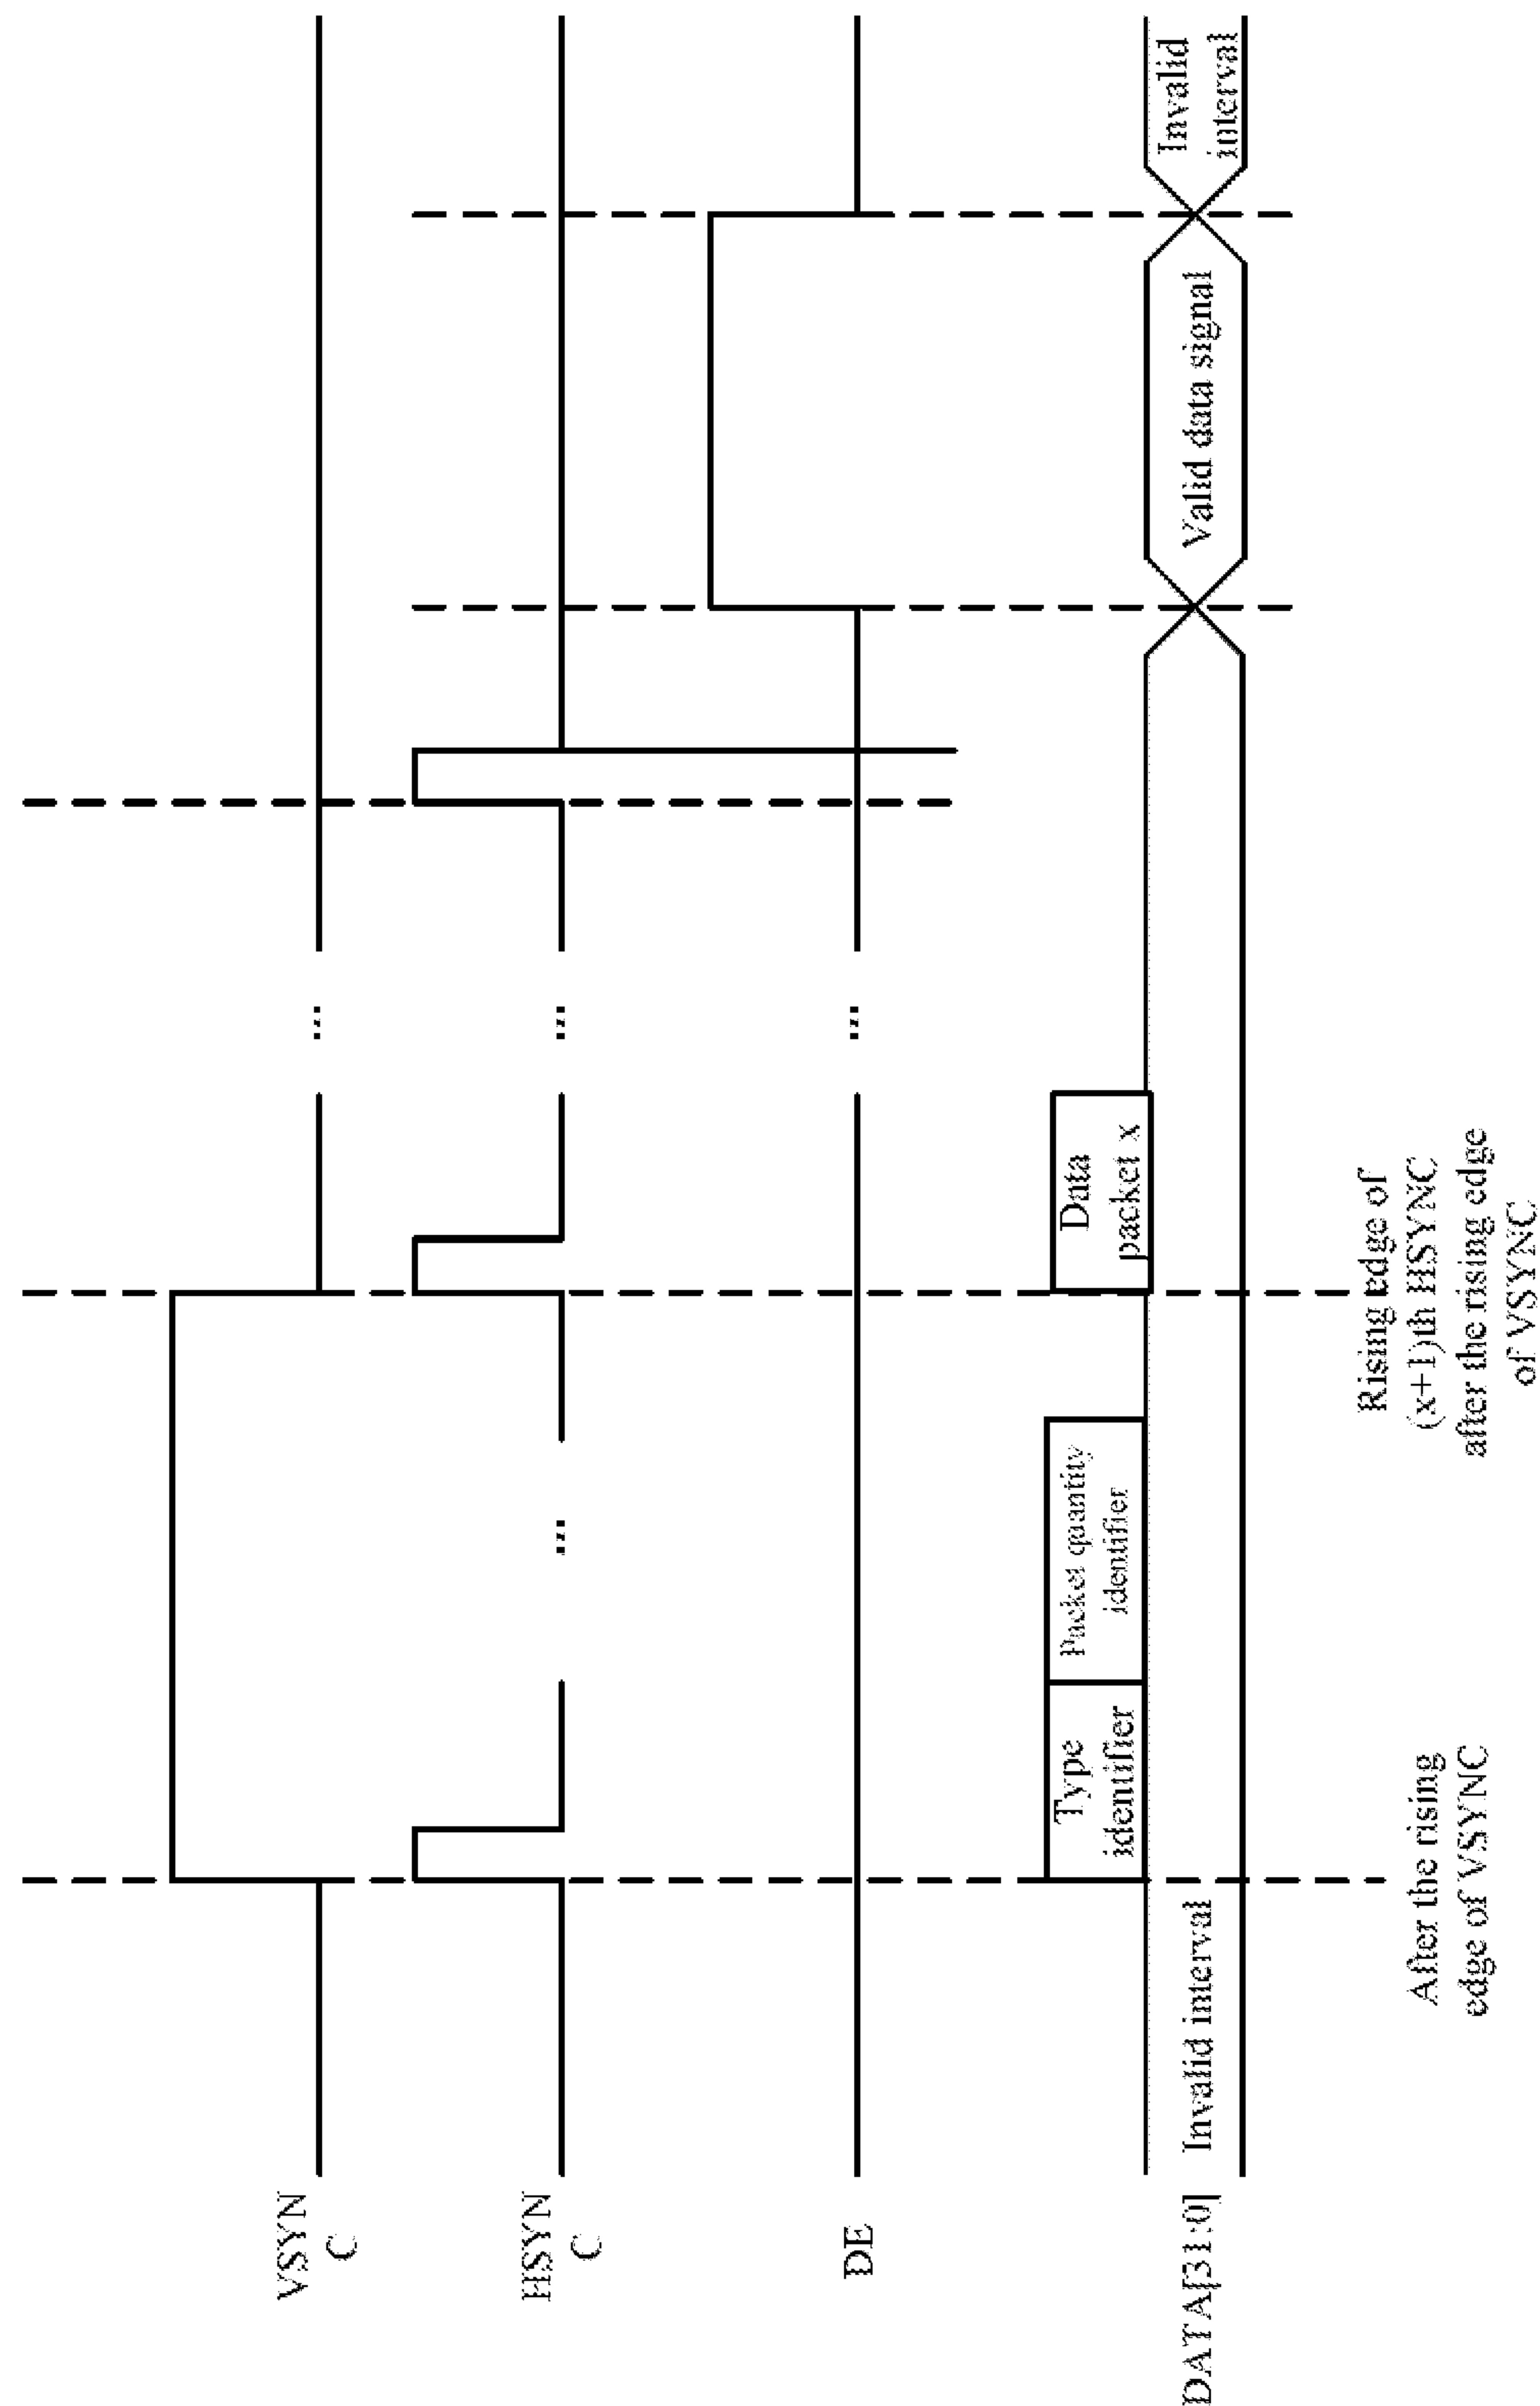 VSYN
C
HSYN
C
DE
DATA[31:0]
Invalid interval
Type
identifier
Packet quantity
identifier
Data
packet x
Valid data signal
Invalid
interval
After the rising
edge of VSYNC
Rising edge of
(x+1)th HSYNC
after the rising edge
of VSYNC
...
...
...
...